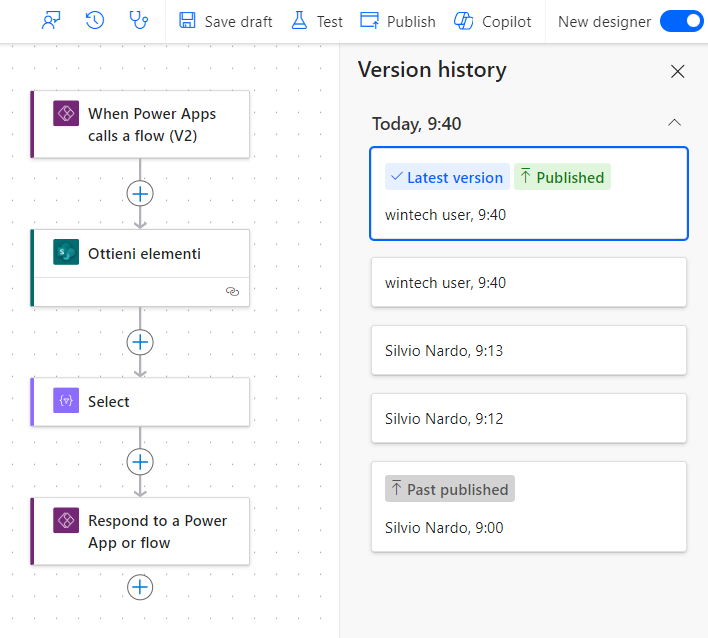 Save draft
Test
Publish
Copilot
New designer
When Power Apps
calls a flow (V2)
Ottieni elementi
Select
Respond to a Power
App or flow
Version history
Today, 9:40
Latest version
Published
wintech user, 9:40
wintech user, 9:40
Silvio Nardo, 9:13
Silvio Nardo, 9:12
Past published
Silvio Nardo, 9:00